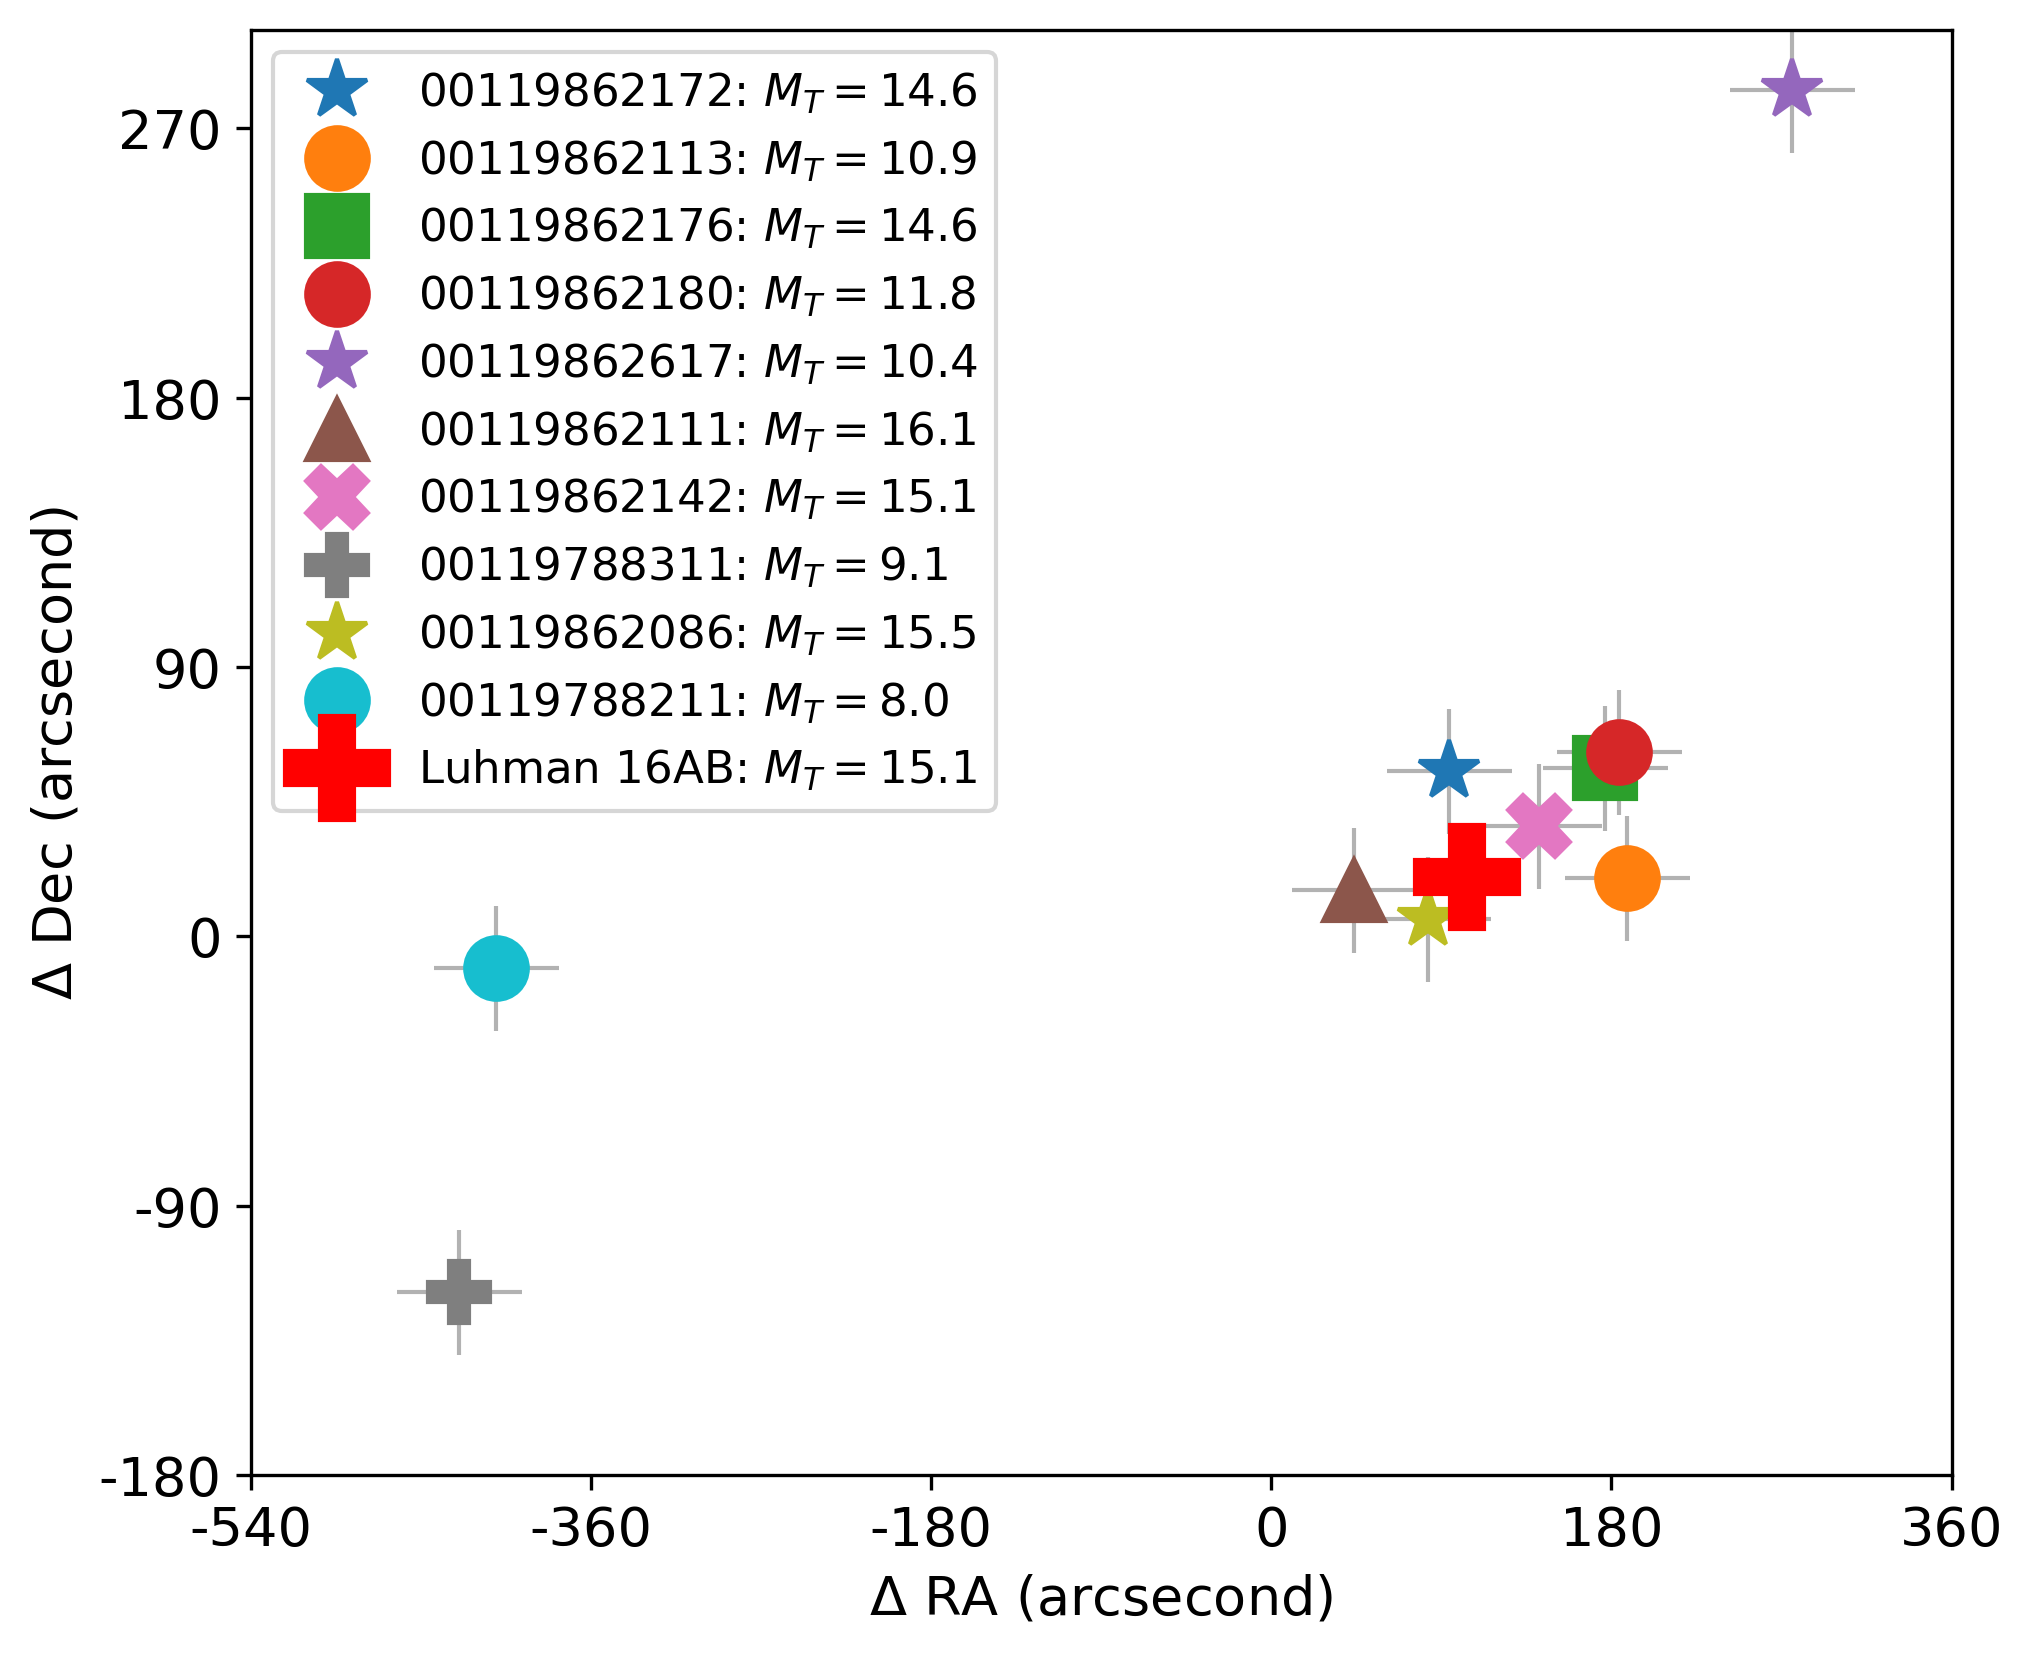 00119862172: M_T = 14.6
00119862113: M_T = 10.9
00119862176: M_T = 14.6
00119862180: M_T = 11.8
00119862617: M_T = 10.4
00119862111: M_T = 16.1
00119862142: M_T = 15.1
00119788311: M_T = 9.1
00119862086: M_T = 15.5
00119788211: M_T = 8.0
Luhman 16AB: M_T = 15.1
270
180
90
0
-90
-180
Δ Dec (arcsecond)
-540 -360 -180 0 180 360
Δ RA (arcsecond)